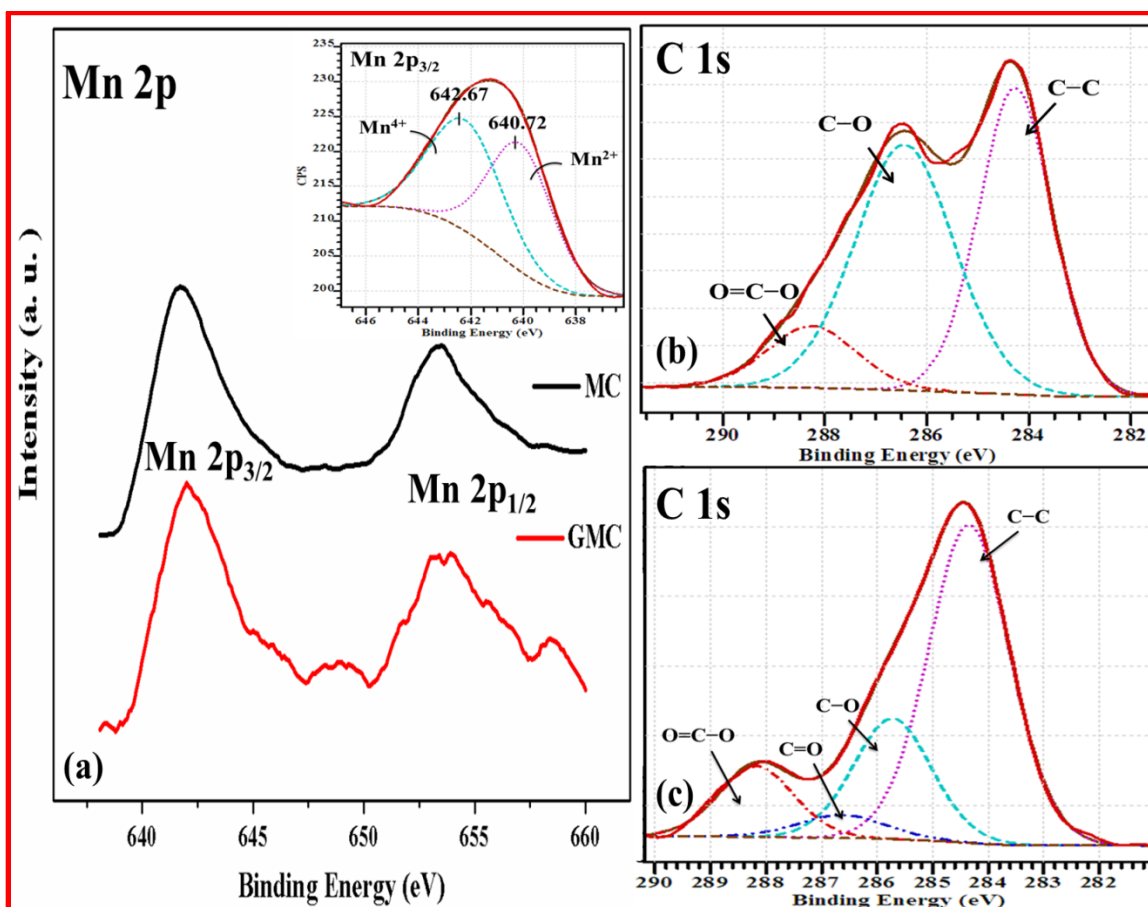 Mn 2p
Intensity (a. u.)
MC
Mn 2p3/2
Mn 2p1/2
GMC
(a)
640 645 650 655 660
Binding Energy (eV)
Mn 2p3/2
642.67
640.72
Mn4+
Mn2+
CPS
235
230
225
220
215
210
205
200
646 644 642 640 638
Binding Energy (eV)
C 1s
C−C
C−O
O=C−O
(b)
290 288 286 284 282
Binding Energy (eV)
C 1s
C−C
C−O
C=O
O=C−O
(c)
290 289 288 287 286 285 284 283 282
Binding Energy (eV)